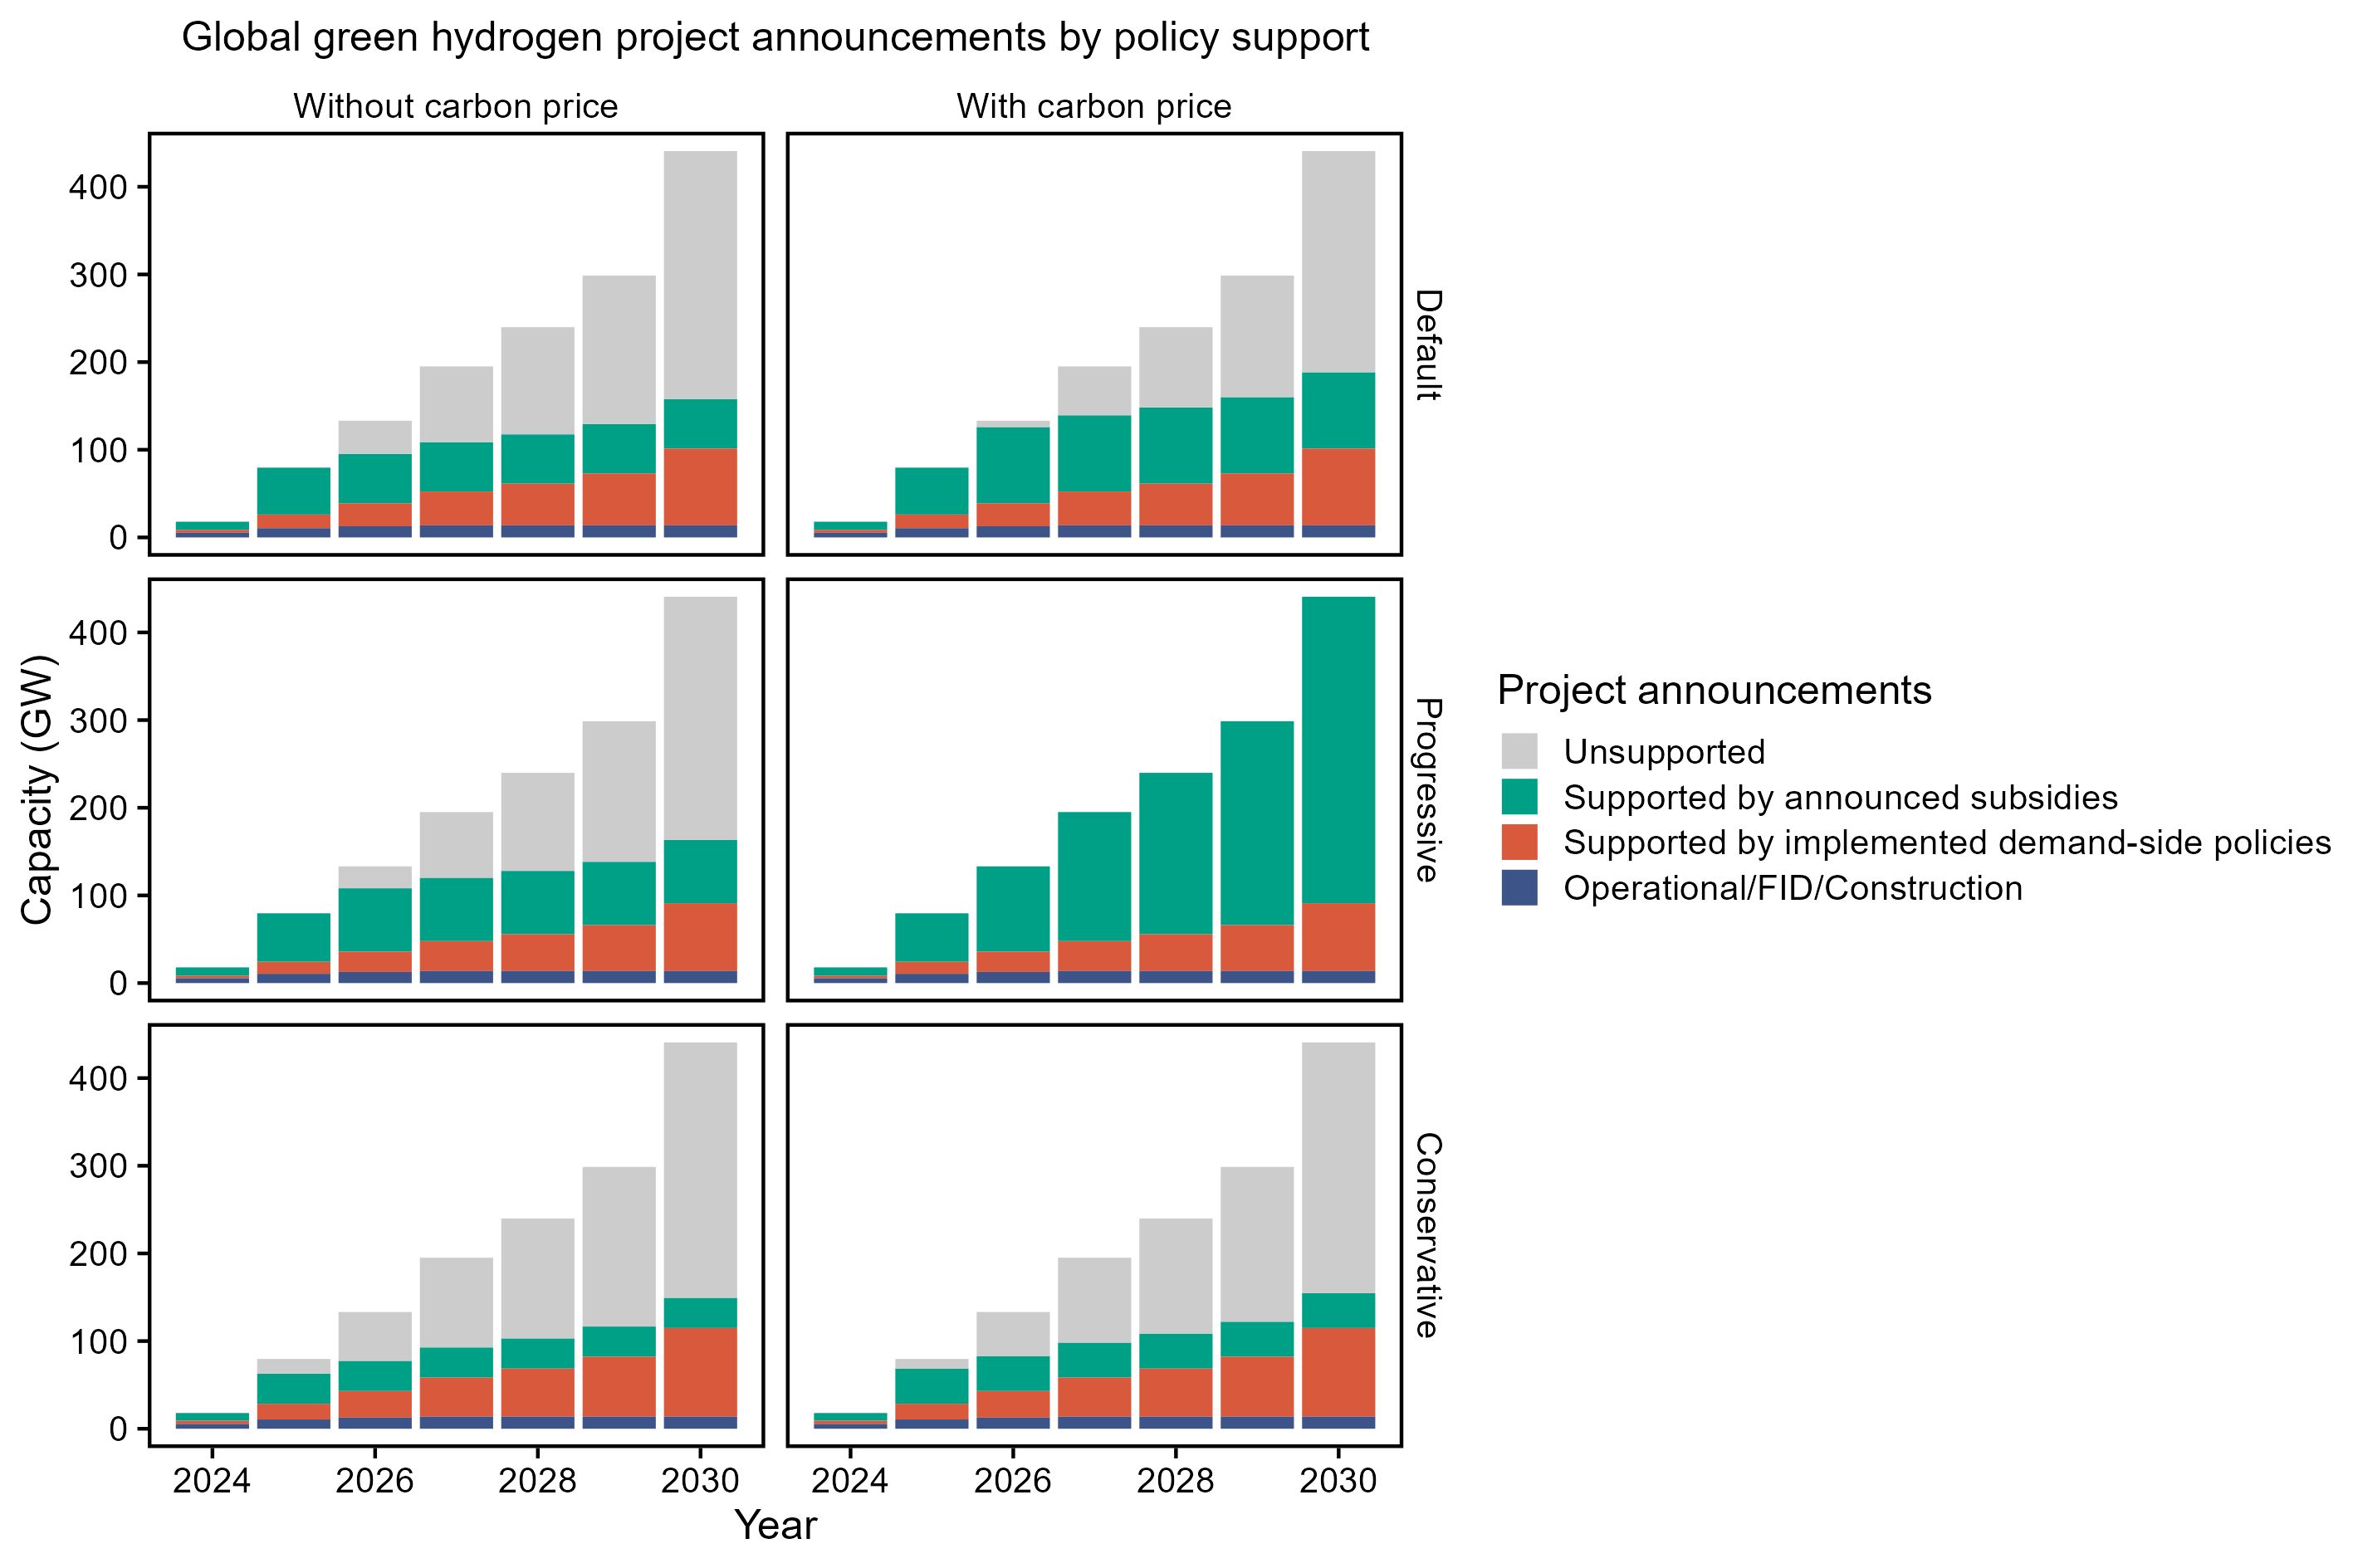 Global green hydrogen project announcements by policy support
Without carbon price
With carbon price
400
300
200
100
0
Default
Capacity (GW)
400
300
200
100
0
Progressive
Project announcements
Unsupported
Supported by announced subsidies
Supported by implemented demand-side policies
Operational/FID/Construction
400
300
200
100
0
Conservative
2024 2026 2028 2030 2024 2026 2028 2030
Year